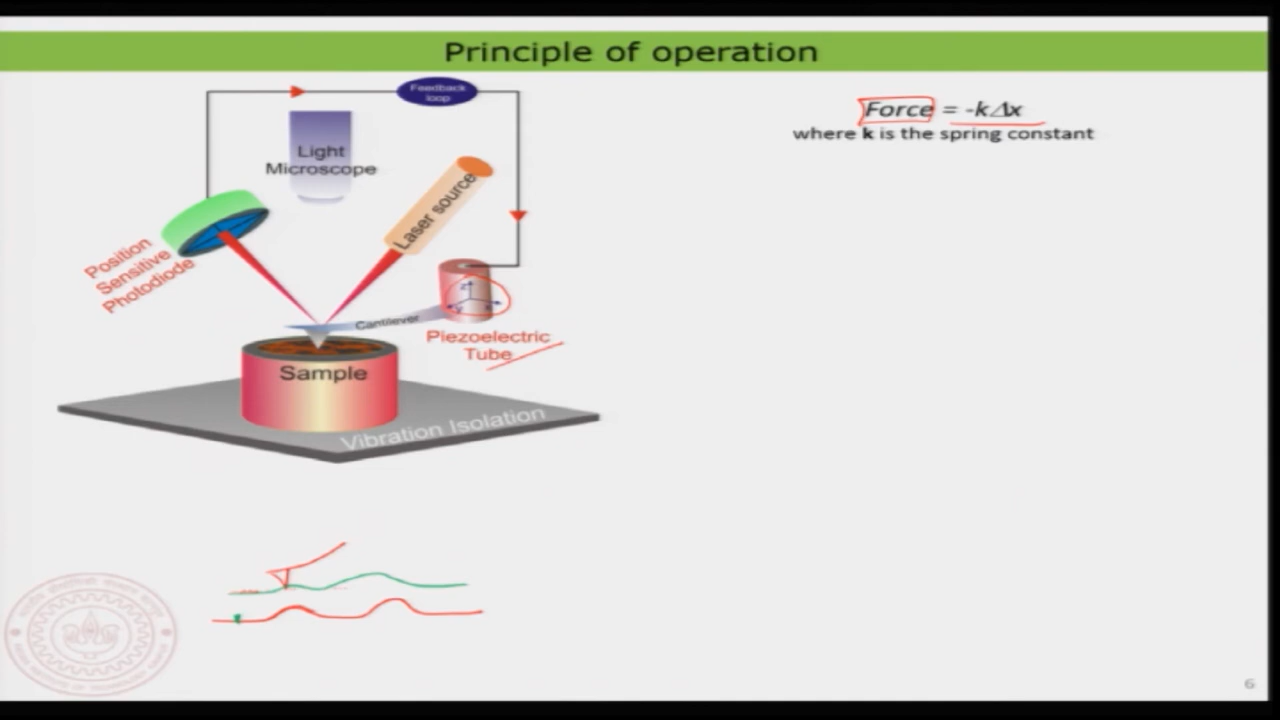 Principle of operation
Feedback
loop
Light
Microscope
Laser source
Position
Sensitive
Photodiode
z
Cantilever
Piezoelectric
Tube
Sample
Vibration Isolation
Force = -kΔx
where k is the spring constant
6